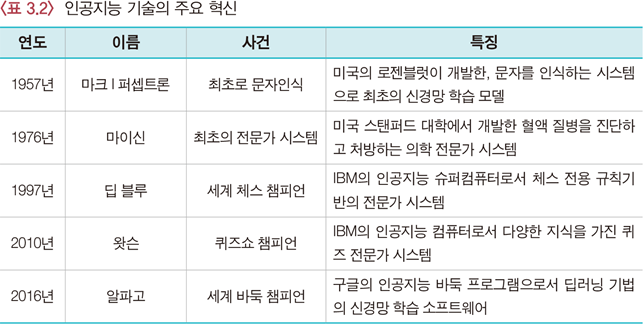 〈표 3.2〉 인공지능 기술의 주요 혁신
연도 이름 사건 특징
1957년 마크 I 퍼셉트론 최초로 문자인식 미국의 로젠블럿이 개발한, 문자를 인식하는 시스템
으로 최초의 신경망 학습 모델
1976년 마이신 최초의 전문가 시스템 미국 스탠퍼드 대학에서 개발한 혈액 질병을 진단하
고 처방하는 의학 전문가 시스템
1997년 딥 블루 세계 체스 챔피언 IBM의 인공지능 슈퍼컴퓨터로서 체스 전용 규칙기
반의 전문가 시스템
2010년 왓슨 퀴즈쇼 챔피언 IBM의 인공지능 컴퓨터로서 다양한 지식을 가진 퀴
즈 전문가 시스템
2016년 알파고 세계 바둑 챔피언 구글의 인공지능 바둑 프로그램으로서 딥러닝 기법
의 신경망 학습 소프트웨어